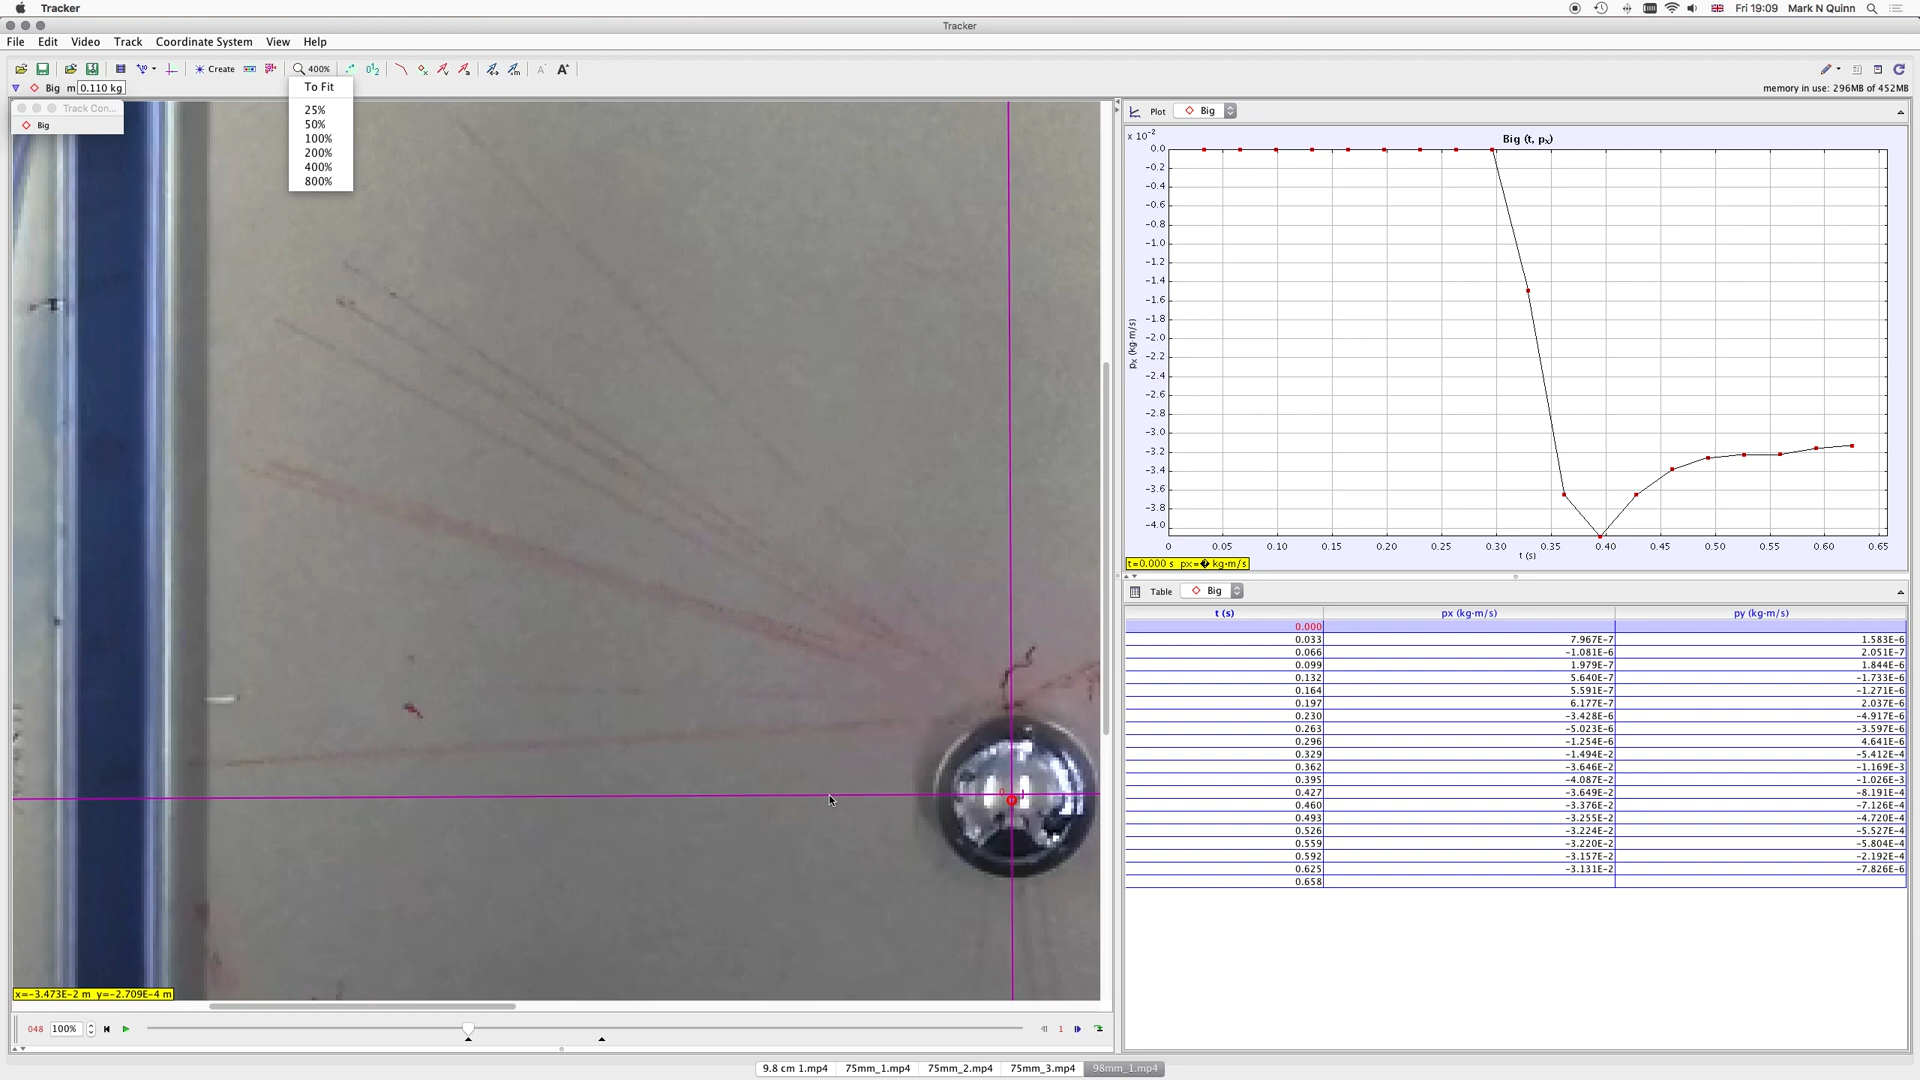 Tracker Fri 19:09 Mark N Quinn
Tracker
File Edit Video Track Coordinate System View Help
Create 400% A A
Big m 0.110 kg memory in use: 296MB of 452MB
Track Con...
Big
To Fit
25%
50%
100%
200%
400%
800%
x=-3.473E-2 m y=-2.709E-4 m
048 100% 1
Plot Big
x 10-2
Big (t, px)
0.0
-0.2
-0.4
-0.6
-0.8
-1.0
-1.2
-1.4
-1.6
-1.8
-2.0
-2.2
-2.4
-2.6
-2.8
-3.0
-3.2
-3.4
-3.6
-3.8
-4.0
px (kg·m/s)
0 0.05 0.10 0.15 0.20 0.25 0.30 0.35 0.40 0.45 0.50 0.55 0.60 0.65
t (s)
t=0.000 s px=� kg·m/s
Table Big
t (s) px (kg·m/s) py (kg·m/s)
0.000
0.033 7.967E-7 1.583E-6
0.066 -1.081E-6 2.051E-7
0.099 1.979E-7 1.844E-6
0.132 5.640E-7 -1.733E-6
0.164 5.591E-7 -1.271E-6
0.197 6.177E-7 2.037E-6
0.230 -3.428E-6 -4.917E-6
0.263 -5.023E-6 -3.597E-6
0.296 -1.254E-6 4.641E-6
0.329 -1.494E-2 -5.412E-4
0.362 -3.646E-2 -1.169E-3
0.395 -4.087E-2 -1.026E-3
0.427 -3.649E-2 -8.191E-4
0.460 -3.376E-2 -7.126E-4
0.493 -3.255E-2 -4.720E-4
0.526 -3.224E-2 -5.527E-4
0.559 -3.220E-2 -5.804E-4
0.592 -3.157E-2 -2.192E-4
0.625 -3.131E-2 -7.826E-6
0.658
9.8 cm 1.mp4 75mm_1.mp4 75mm_2.mp4 75mm_3.mp4 98mm_1.mp4